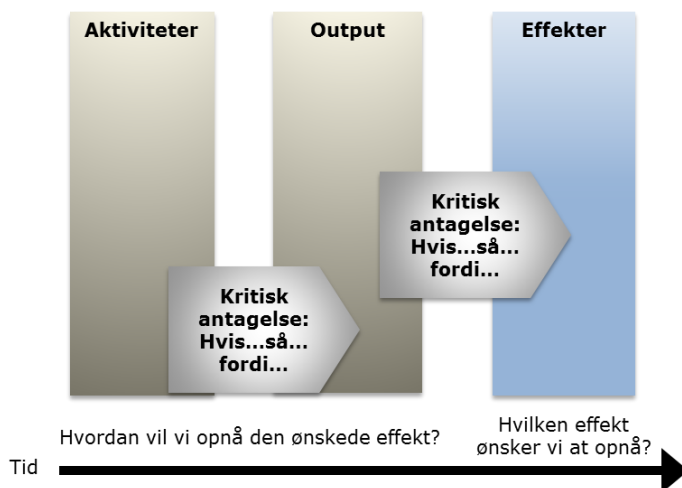 Aktiviteter
Output
Effekter
Kritisk
antagelse:
Hvis...så...
fordi...
Kritisk
antagelse:
Hvis...så...
fordi...
Hvordan vil vi opnå den ønskede effekt?
Hvilken effekt
ønsker vi at opnå?
Tid